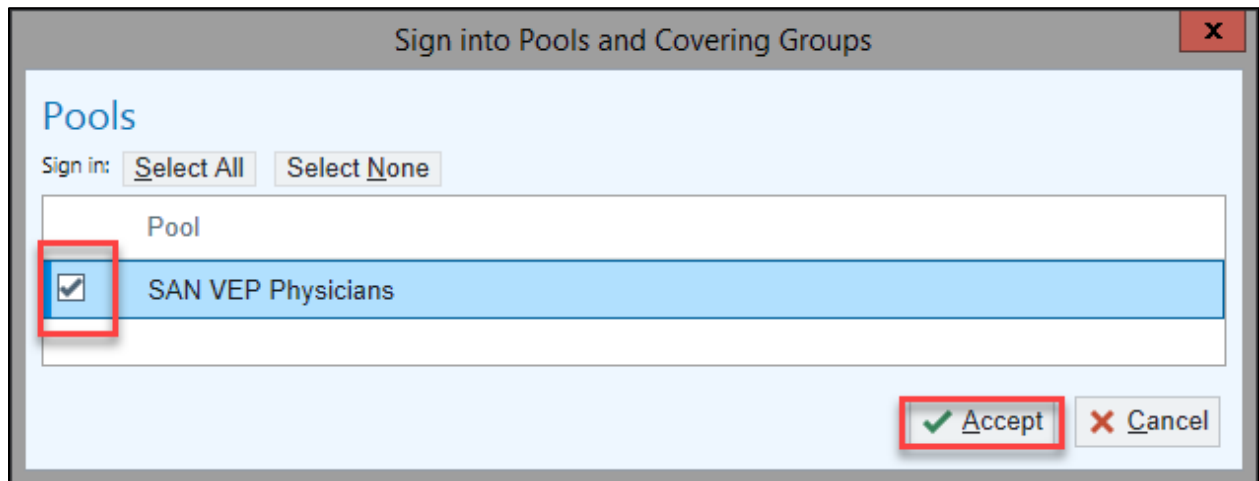 Sign into Pools and Covering Groups
x
Pools
Sign in: Select All Select None
Pool
SAN VEP Physicians
Accept Cancel